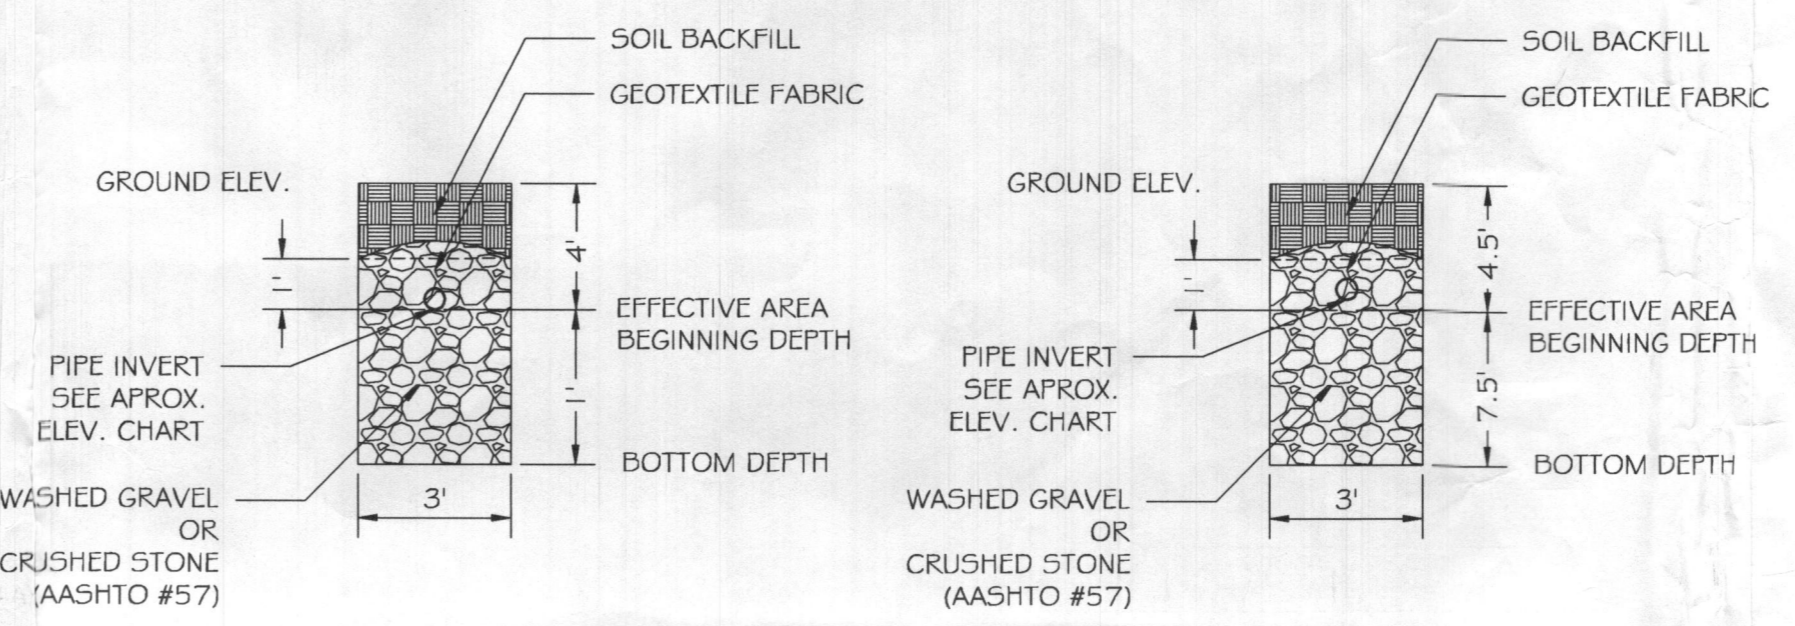 SOIL BACKFILL
GEOTEXTILE FABRIC
GROUND ELEV.
4'
1'
EFFECTIVE AREA
BEGINNING DEPTH
PIPE INVERT
SEE APROX.
ELEV. CHART
1'
BOTTOM DEPTH
WASHED GRAVEL
OR
CRUSHED STONE
(AASHTO #57)
3'
SOIL BACKFILL
GEOTEXTILE FABRIC
GROUND ELEV.
4.5'
1'
EFFECTIVE AREA
BEGINNING DEPTH
PIPE INVERT
SEE APROX.
ELEV. CHART
7.5'
BOTTOM DEPTH
WASHED GRAVEL
OR
CRUSHED STONE
(AASHTO #57)
3'